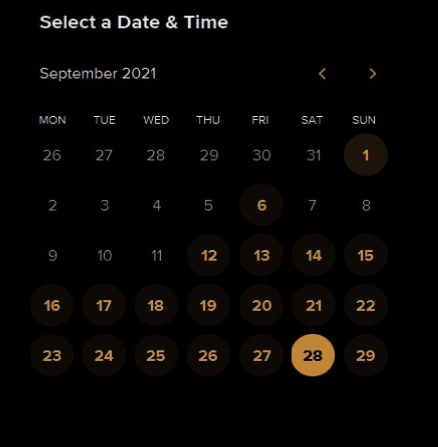 Select a Date & Time
September 2021
MON TUE WED THU FRI SAT SUN
26 27 28 29 30 31 1
2 3 4 5 6 7 8
9 10 11 12 13 14 15
16 17 18 19 20 21 22
23 24 25 26 27 28 29